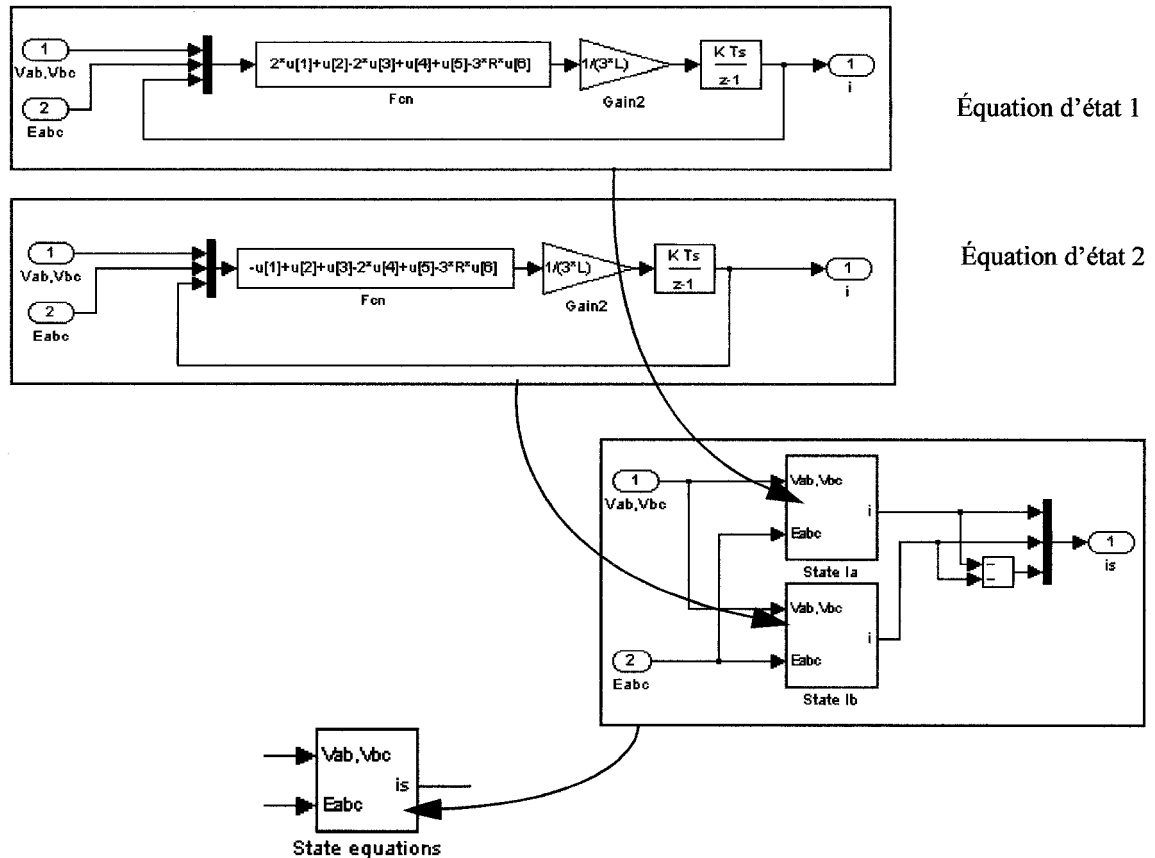 1
Vab,Vbc
2
Eabc
2*u[1]+u[2]-2*u[3]+u[4]+u[5]-3*R*u[6]
Fcn
1/(3*L)
Gain2
K Ts
z-1
1
i
Équation d'état 1
1
Vab,Vbc
2
Eabc
-u[1]+u[2]+u[3]-2*u[4]+u[5]-3*R*u[6]
Fcn
1/(3*L)
Gain2
K Ts
z-1
1
i
Équation d'état 2
1
Vab,Vbc
2
Eabc
Vab,Vbc
i
Eabc
State Ia
Vab,Vbc
i
Eabc
State Ib
−
−
1
is
Vab,Vbc
is
Eabc
State equations